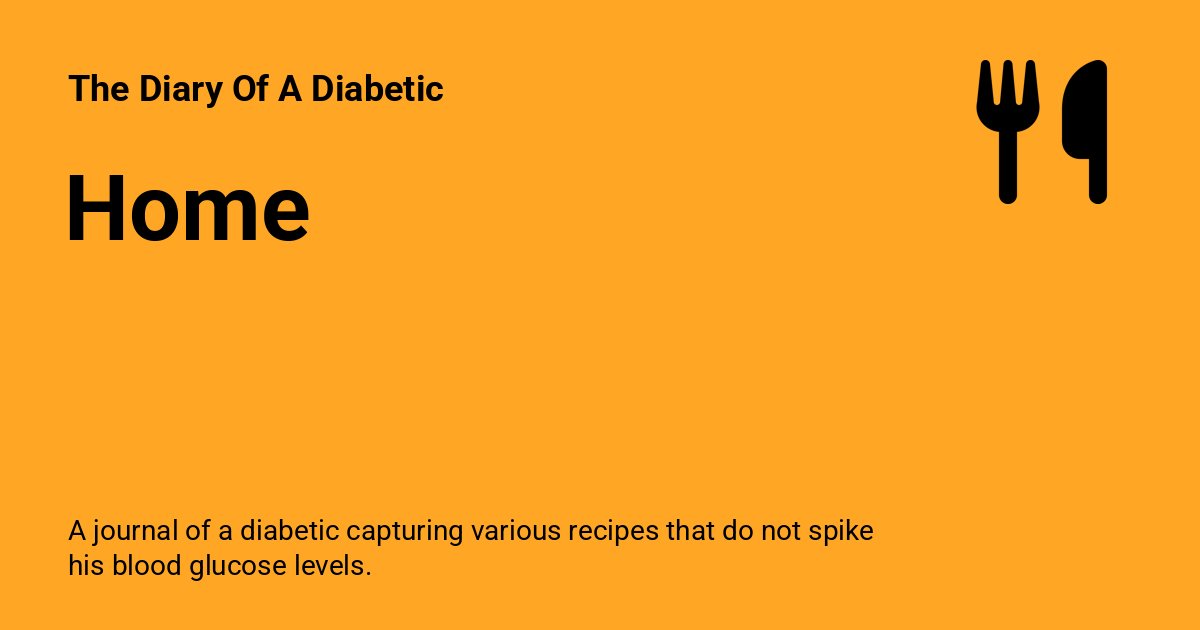 The Diary Of A Diabetic
Home
A journal of a diabetic capturing various recipes that do not spike
his blood glucose levels.